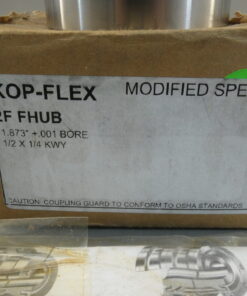 KOP-FLEX MODIFIED SPE
2F FHUB
1.873" +.001 BORE
1/2 X 1/4 KWY
CAUTION: COUPLING GUARD TO CONFORM TO OSHA STANDARDS